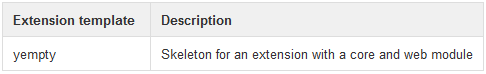 Extension template Description
yempty Skeleton for an extension with a core and web module